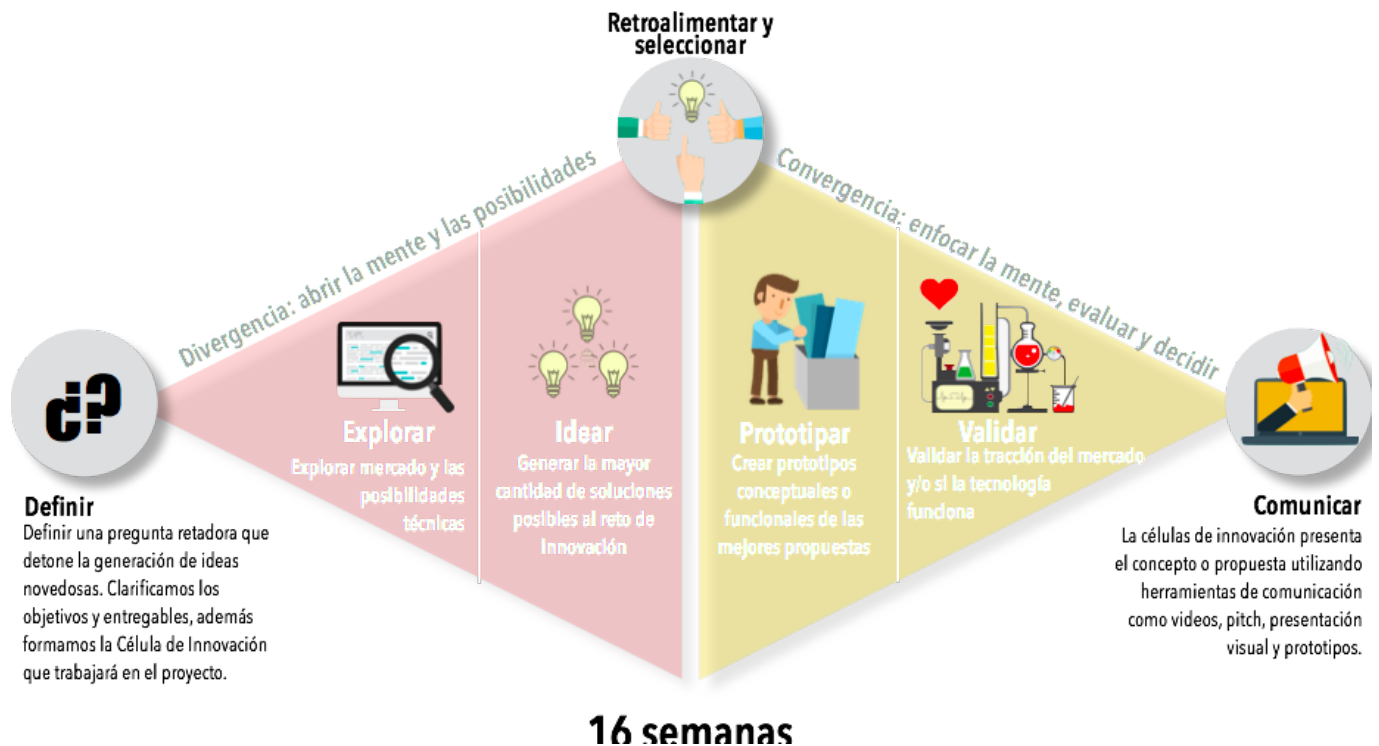 Retroalimentar y
seleccionar
Divergencia: abrir la mente y las posibilidades
Convergencia: enfocar la mente, evaluar y decidir
¿?
Definir
Definir una pregunta retadora que
detone la generación de ideas
novedosas. Clarificamos los
objetivos y entregables, además
formamos la Célula de Innovación
que trabajará en el proyecto.
Explorar
Explorar mercado y las
posibilidades
técnicas
Idear
Generar la mayor
cantidad de soluciones
posibles al reto de
Innovación
Prototipar
Crear prototipos
conceptuales o
funcionales de las
mejores propuestas
Validar
Validar la tracción del mercado
y/o si la tecnología
funciona
Comunicar
La células de innovación presenta
el concepto o propuesta utilizando
herramientas de comunicación
como videos, pitch, presentación
visual y prototipos.
16 semanas